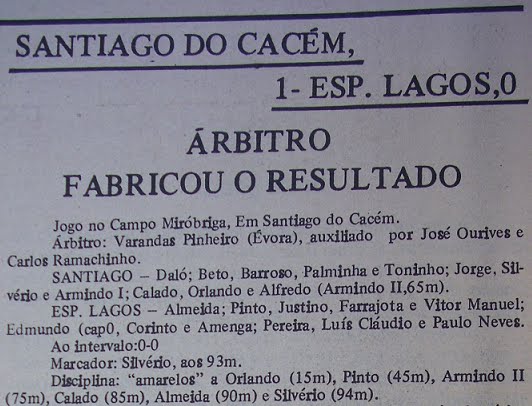 SANTIAGO DO CACÉM,
1- ESP. LAGOS,0
ÁRBITRO
FABRICOU O RESULTADO
Jogo no Campo Miróbriga, Em Santiago do Cacém.
Árbitro: Varandas Pinheiro (Évora), auxiliado por José Ourives e
Carlos Ramachinho.
SANTIAGO — Daló; Beto, Barroso, Palminha e Toninho; Jorge, Sil-
vério e Armindo I; Calado, Orlando e Alfredo (Armindo II,65m).
ESP. LAGOS — Almeida; Pinto, Justino, Farrajota e Vitor Manuel;
Edmundo (cap0, Corinto e Amenga; Pereira, Luís Cláudio e Paulo Neves.
Ao intervalo:0-0
Marcador: Silvério, aos 93m.
Disciplina: "amarelos" a Orlando (15m), Pinto (45m), Armindo II
(75m), Calado (85m), Almeida (90m) e Silvério (94m).